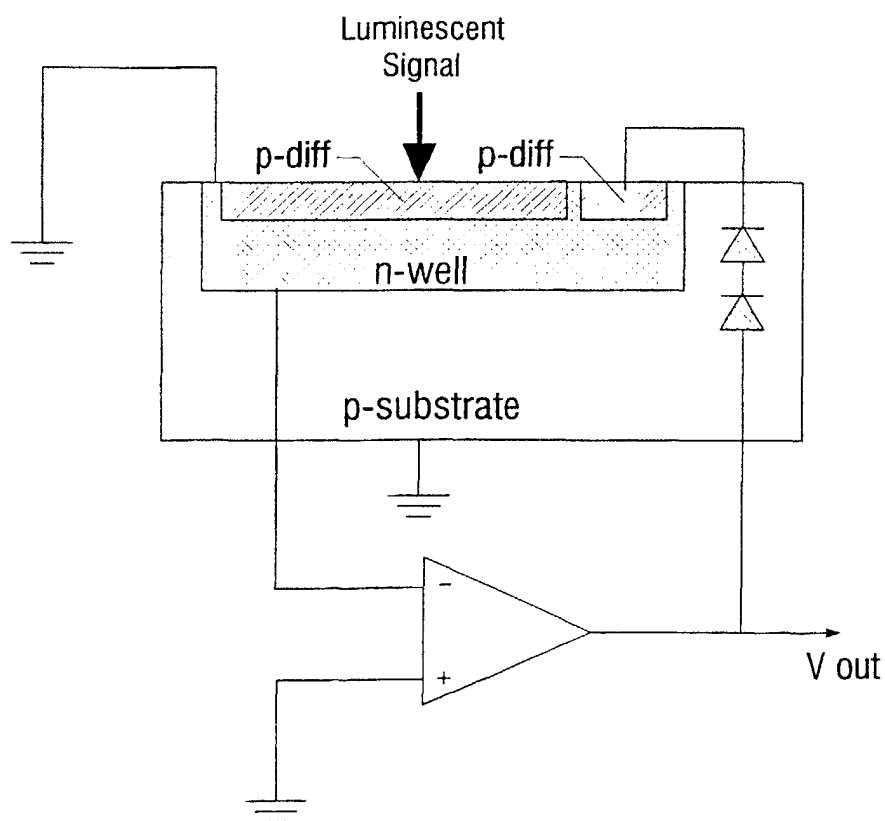 Luminescent
Signal
p-diff
p-diff
n-well
p-substrate
-
+
V out